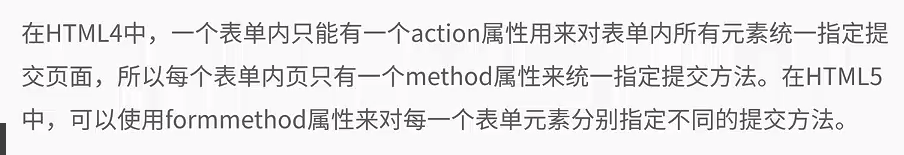 在HTML4中，一个表单内只能有一个action属性用来对表单内所有元素统一指定提
交页面，所以每个表单内页只有一个method属性来统一指定提交方法。在HTML5
中，可以使用formmethod属性来对每一个表单元素分别指定不同的提交方法。